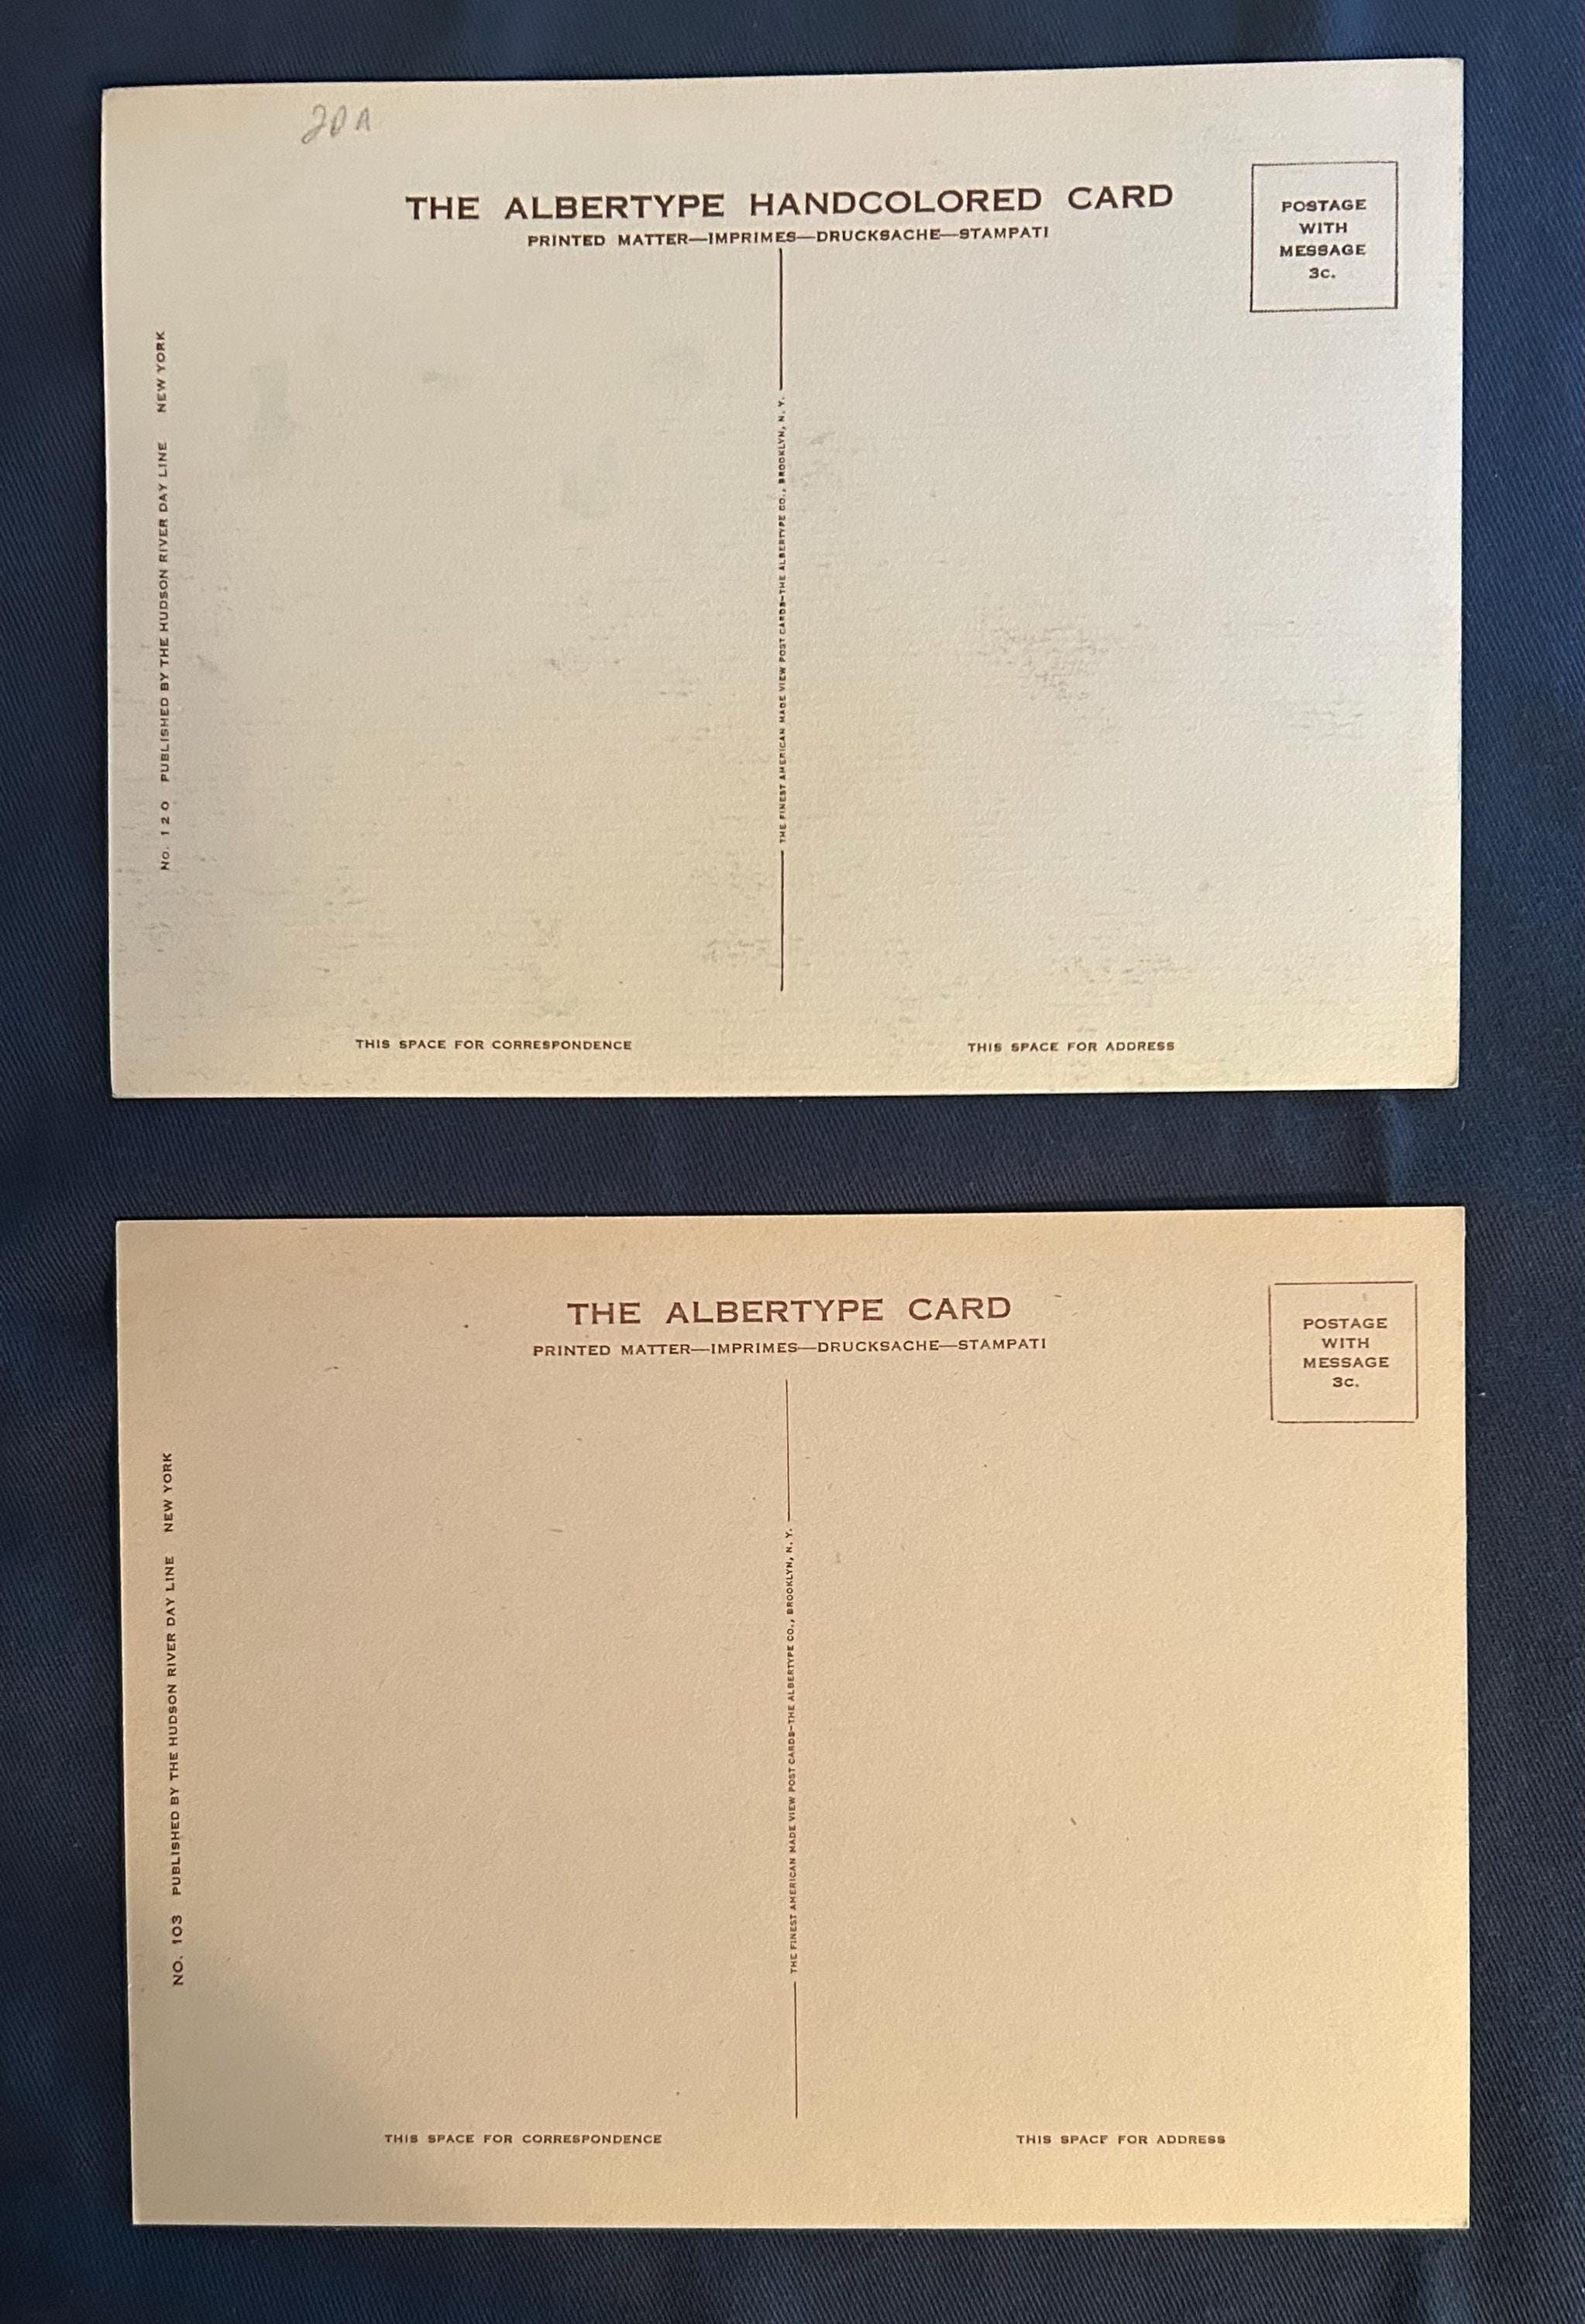 20A
THE ALBERTYPE HANDCOLORED CARD
PRINTED MATTER—IMPRIMES—DRUCKSACHE—STAMPATI
POSTAGE
WITH
MESSAGE
3c.
No. 120 PUBLISHED BY THE HUDSON RIVER DAY LINE NEW YORK
THE FINEST AMERICAN MADE VIEW POST CARDS—THE ALBERTYPE CO., BROOKLYN, N. Y.
THIS SPACE FOR CORRESPONDENCE
THIS SPACE FOR ADDRESS
THE ALBERTYPE CARD
PRINTED MATTER—IMPRIMES—DRUCKSACHE—STAMPATI
POSTAGE
WITH
MESSAGE
3c.
NO. 103 PUBLISHED BY THE HUDSON RIVER DAY LINE NEW YORK
THE FINEST AMERICAN MADE VIEW POST CARDS—THE ALBERTYPE CO., BROOKLYN, N. Y.
THIS SPACE FOR CORRESPONDENCE
THIS SPACE FOR ADDRESS